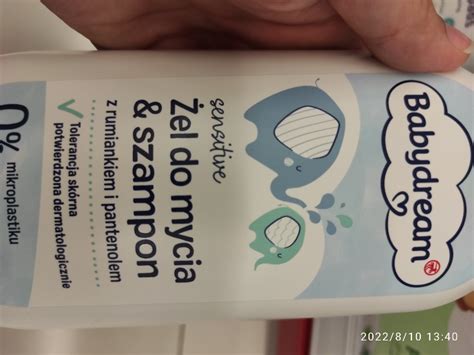 Babydream
sensitive
Żel do mycia
& szampon
z rumiankiem i pantenolem
Tolerancja skórna
potwierdzona dermatologicznie
0% mikroplastiku
2022/8/10 13:40